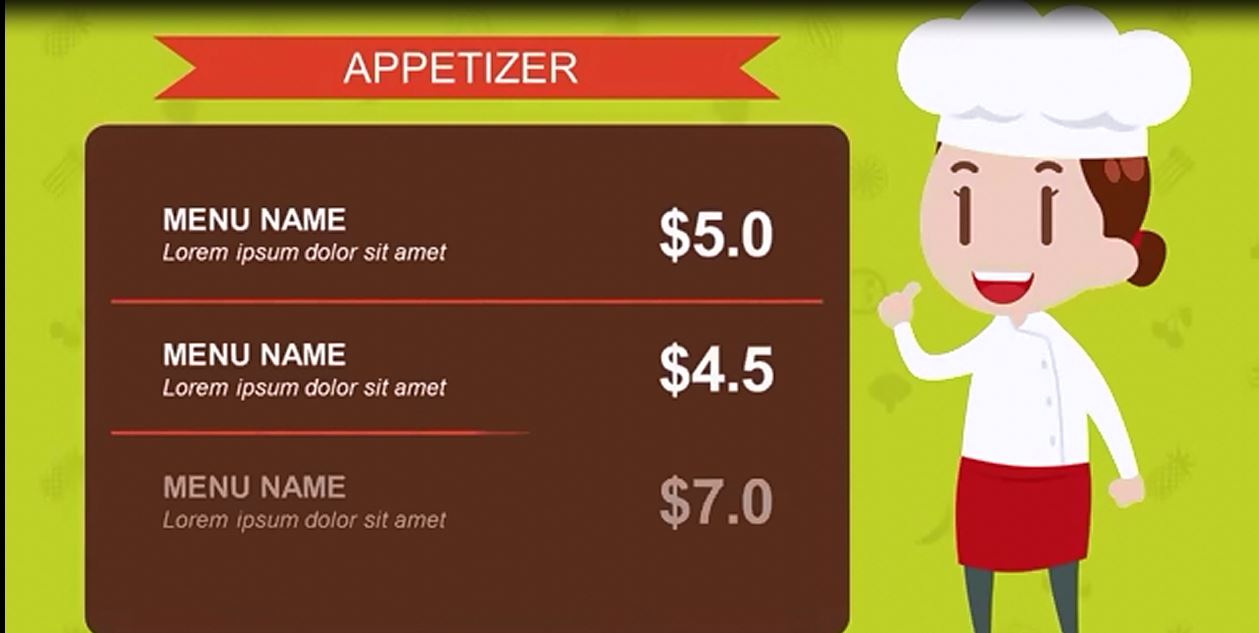 APPETIZER
MENU NAME
Lorem ipsum dolor sit amet
$5.0
MENU NAME
Lorem ipsum dolor sit amet
$4.5
MENU NAME
Lorem ipsum dolor sit amet
$7.0